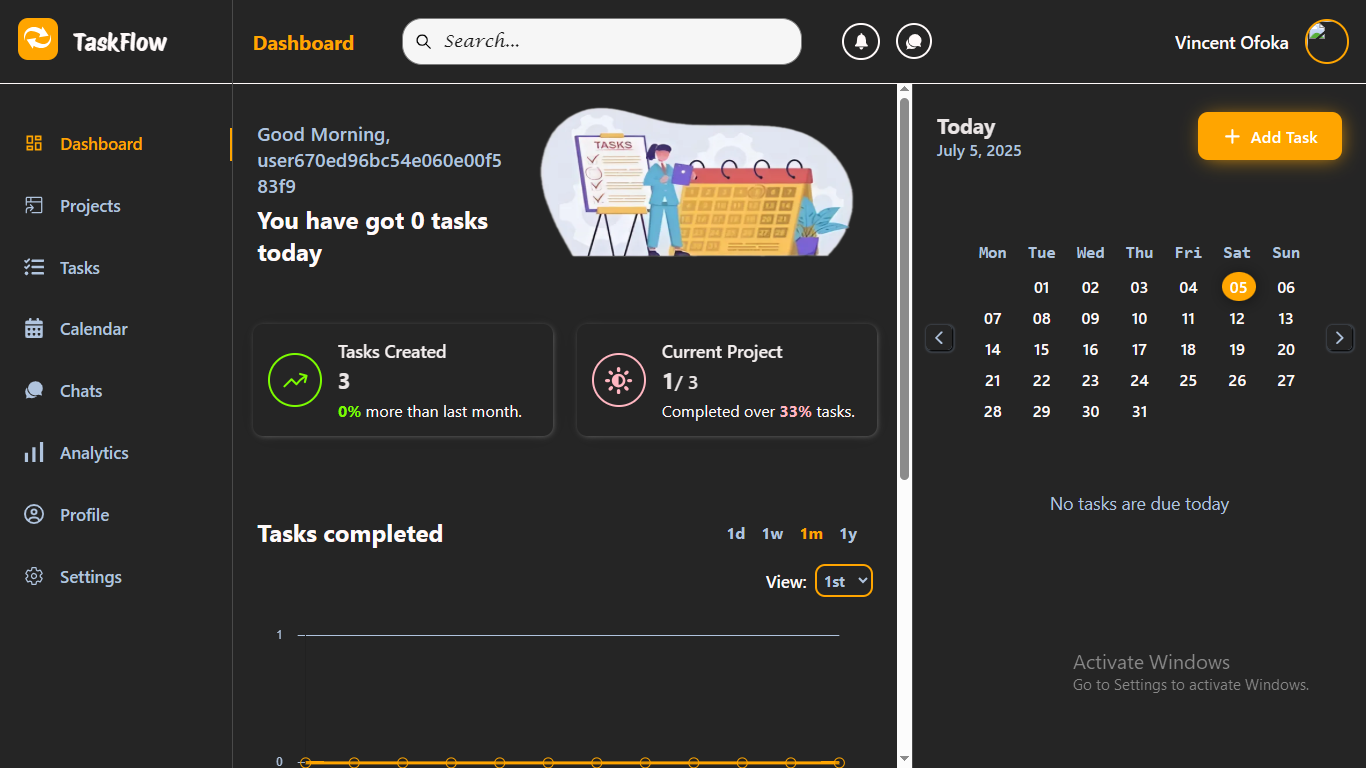 TaskFlow
Dashboard
Search...
Vincent Ofoka
Dashboard
Projects
Tasks
Calendar
Chats
Analytics
Profile
Settings
Good Morning,
user670ed96bc54e060e00f5
83f9
You have got 0 tasks
today
TASKS
Tasks Created
3
0% more than last month.
Current Project
1/ 3
Completed over 33% tasks.
Tasks completed
1d 1w 1m 1y
View: 1st
1
0
Today
July 5, 2025
Add Task
Mon Tue Wed Thu Fri Sat Sun
01 02 03 04 05 06
07 08 09 10 11 12 13
14 15 16 17 18 19 20
21 22 23 24 25 26 27
28 29 30 31
No tasks are due today
Activate Windows
Go to Settings to activate Windows.